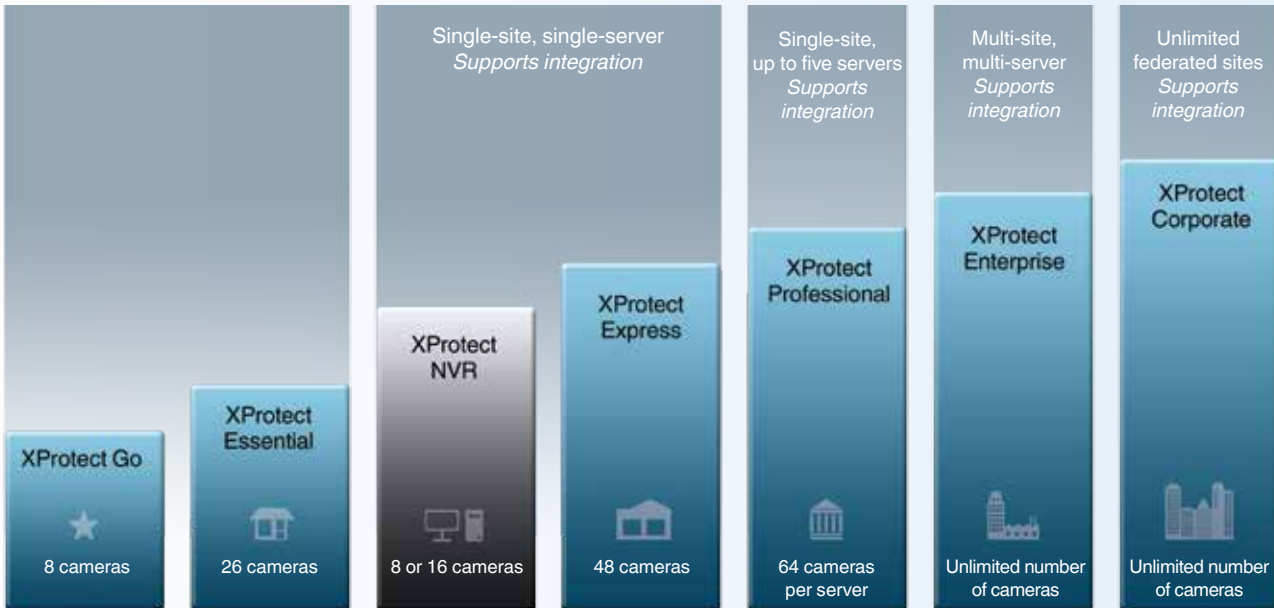 Single-site, single-server
Supports integration
Single-site,
up to five servers
Supports
integration
Multi-site,
multi-server
Supports
integration
Unlimited
federated sites
Supports
integration
XProtect Go
8 cameras
XProtect
Essential
26 cameras
XProtect
NVR
8 or 16 cameras
XProtect
Express
48 cameras
XProtect
Professional
64 cameras
per server
XProtect
Enterprise
Unlimited number
of cameras
XProtect
Corporate
Unlimited number
of cameras